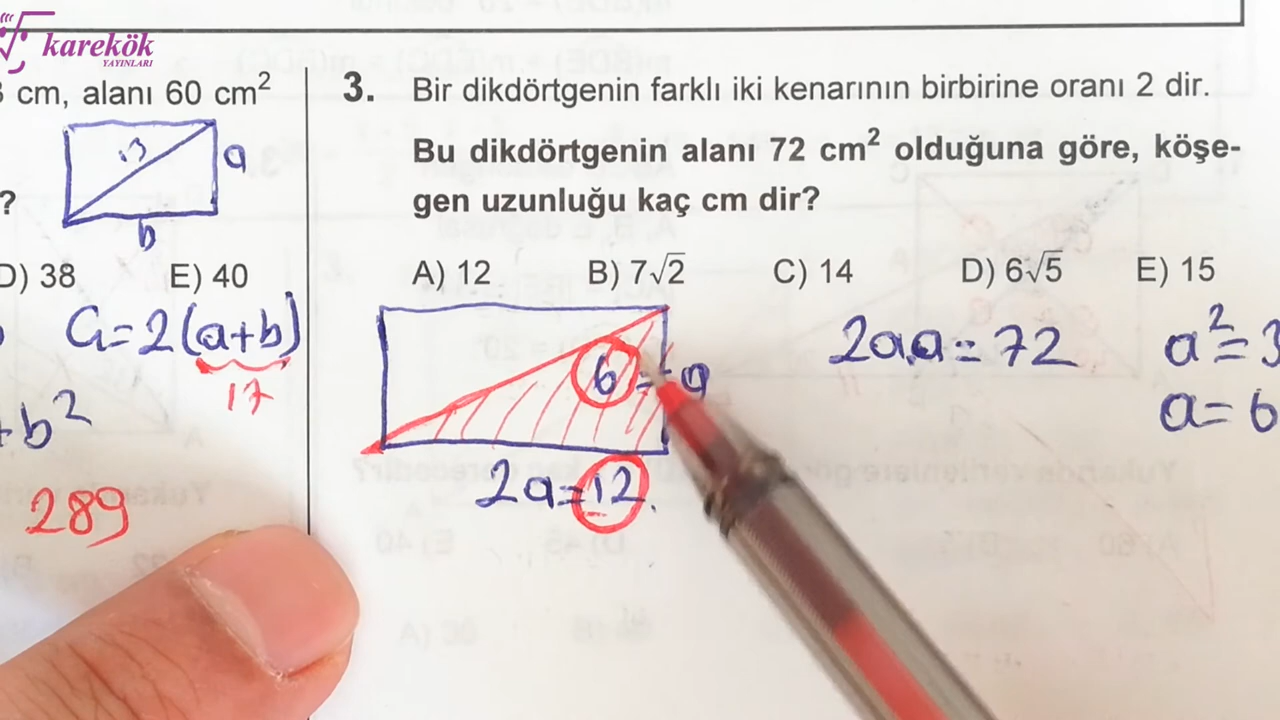 karekök
YAYINLARI
cm, alanı 60 cm²
13
a
b
?
D) 38 E) 40
Ç=2(a+b)
17
+b²
289
3. Bir dikdörtgenin farklı iki kenarının birbirine oranı 2 dir.
Bu dikdörtgenin alanı 72 cm² olduğuna göre, köşe-
gen uzunluğu kaç cm dir?
A) 12 B) 7√2 C) 14 D) 6√5 E) 15
6=a
2a=12
2a.a=72
a²=3
a=6